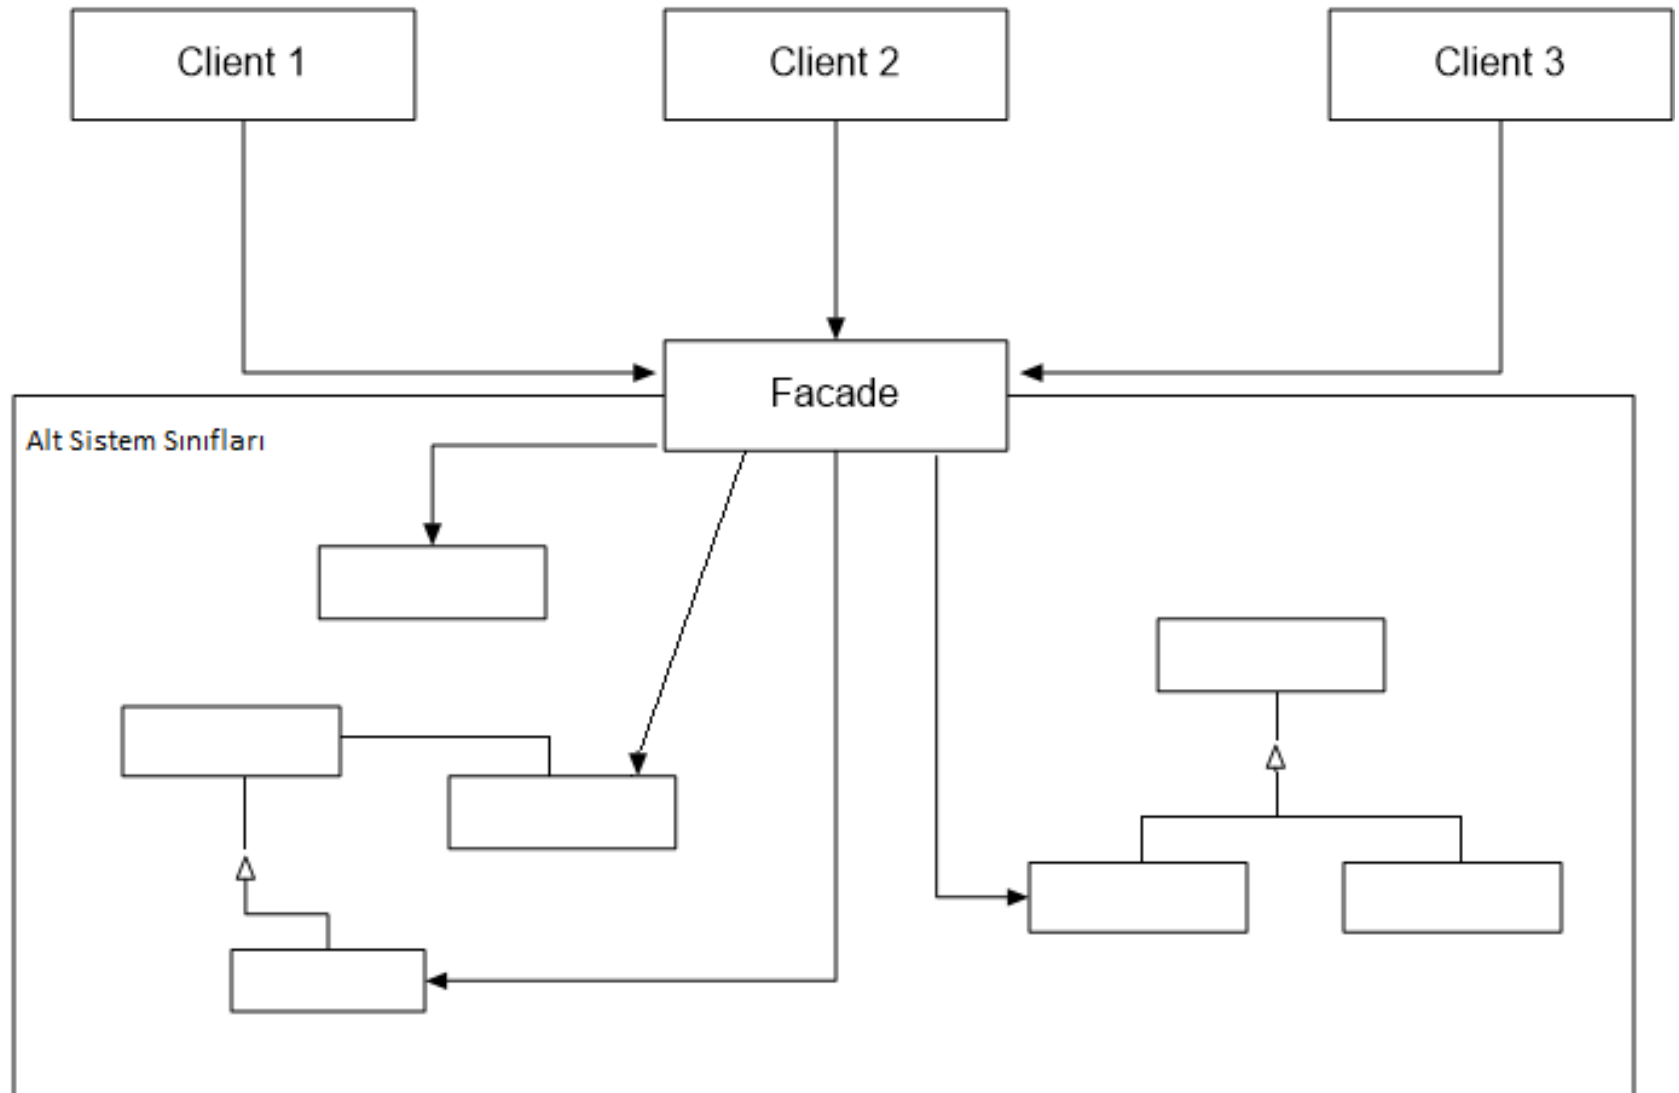 Client 1
Client 2
Client 3
Facade
Alt Sistem Sınıfları